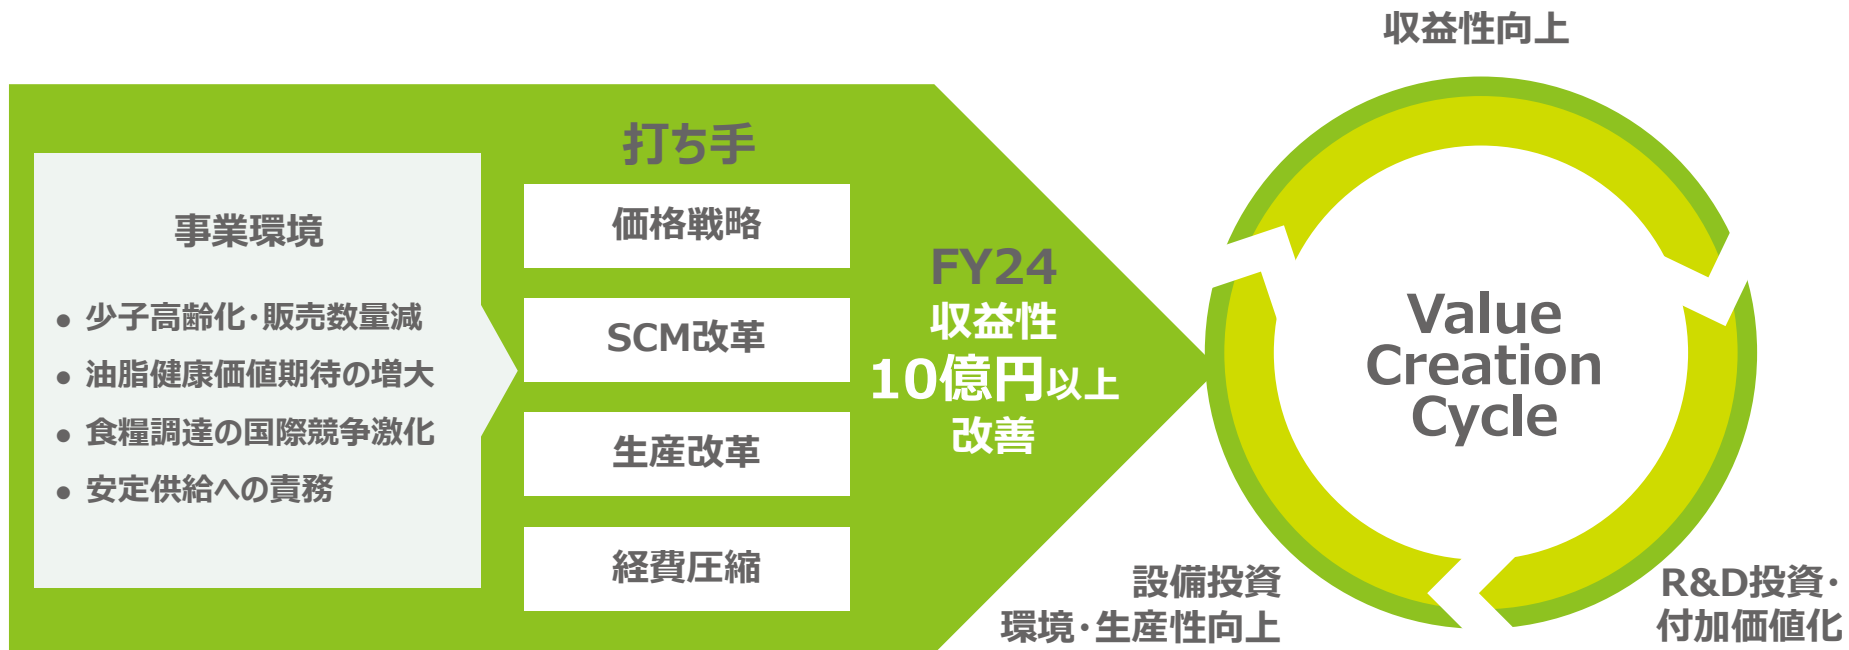 事業環境
● 少子高齢化・販売数量減
● 油脂健康価値期待の増大
● 食糧調達の国際競争激化
● 安定供給への責務
打ち手
価格戦略
SCM改革
生産改革
経費圧縮
FY24
収益性
10億円以上
改善
収益性向上
Value
Creation
Cycle
R&D投資・
付加価値化
設備投資
環境・生産性向上